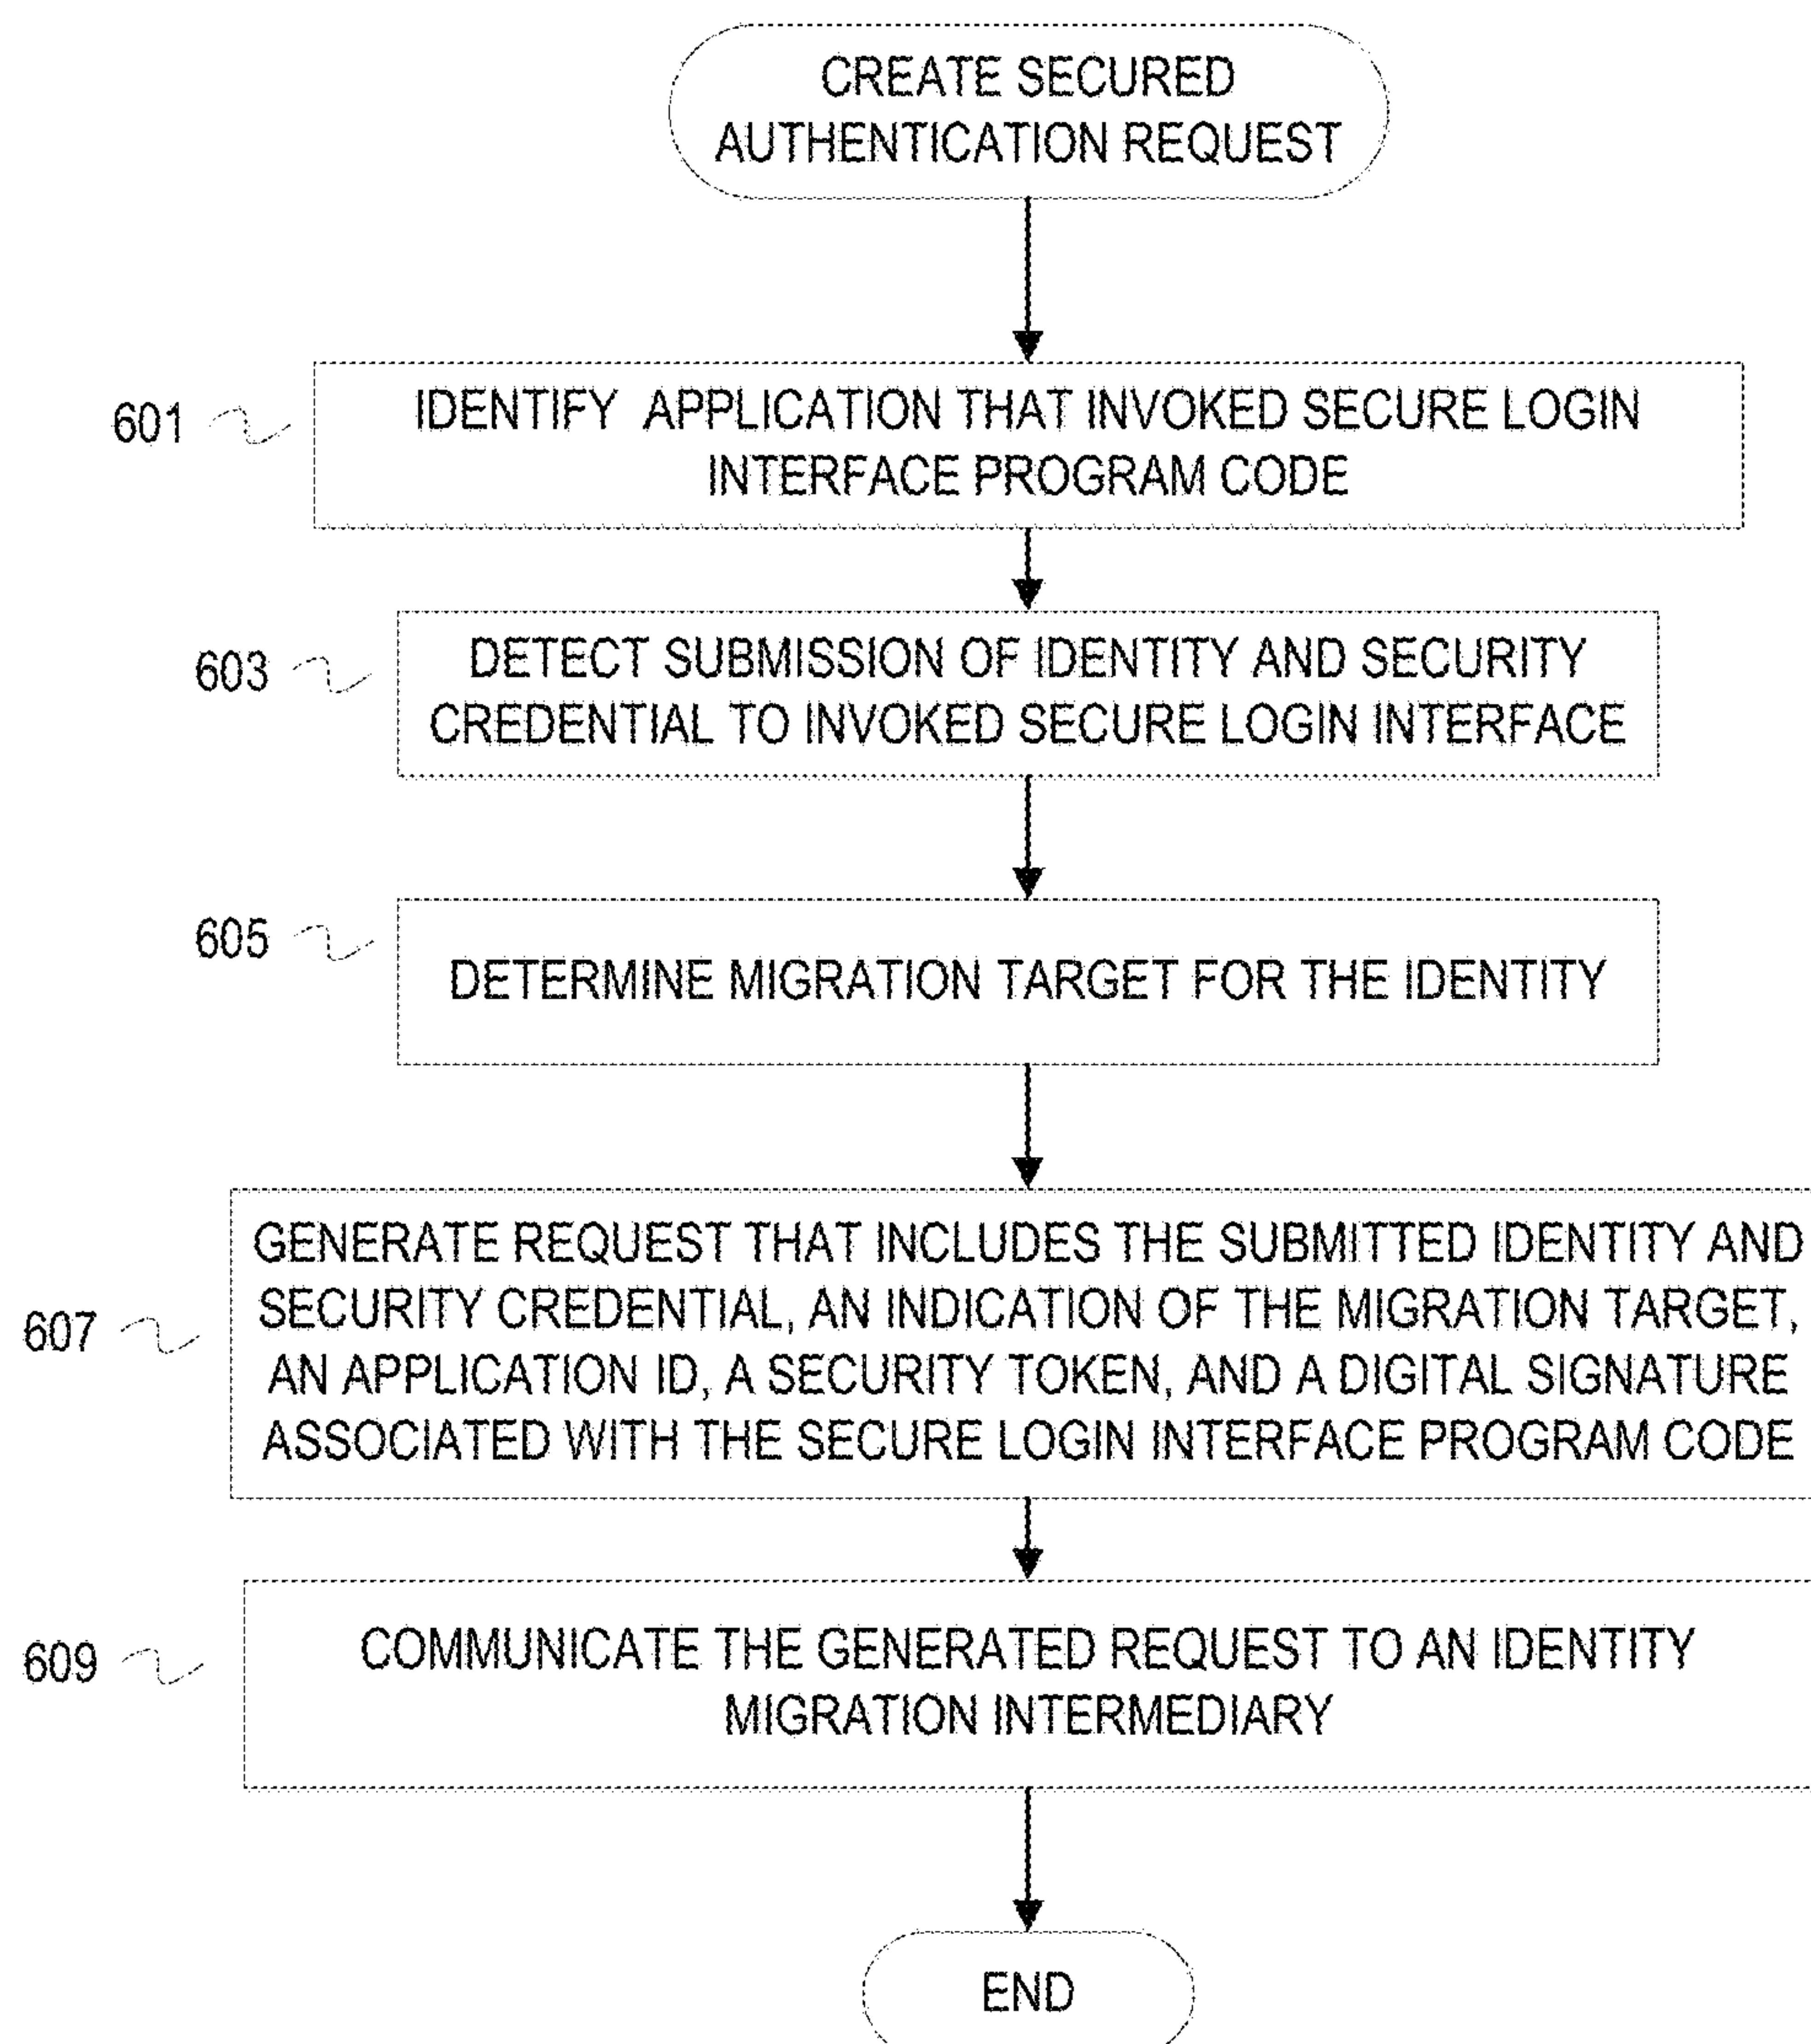 CREATE SECURED
AUTHENTICATION REQUEST
601
IDENTIFY APPLICATION THAT INVOKED SECURE LOGIN
INTERFACE PROGRAM CODE
603
DETECT SUBMISSION OF IDENTITY AND SECURITY
CREDENTIAL TO INVOKED SECURE LOGIN INTERFACE
605
DETERMINE MIGRATION TARGET FOR THE IDENTITY
607
GENERATE REQUEST THAT INCLUDES THE SUBMITTED IDENTITY AND
SECURITY CREDENTIAL, AN INDICATION OF THE MIGRATION TARGET,
AN APPLICATION ID, A SECURITY TOKEN, AND A DIGITAL SIGNATURE
ASSOCIATED WITH THE SECURE LOGIN INTERFACE PROGRAM CODE
609
COMMUNICATE THE GENERATED REQUEST TO AN IDENTITY
MIGRATION INTERMEDIARY
END